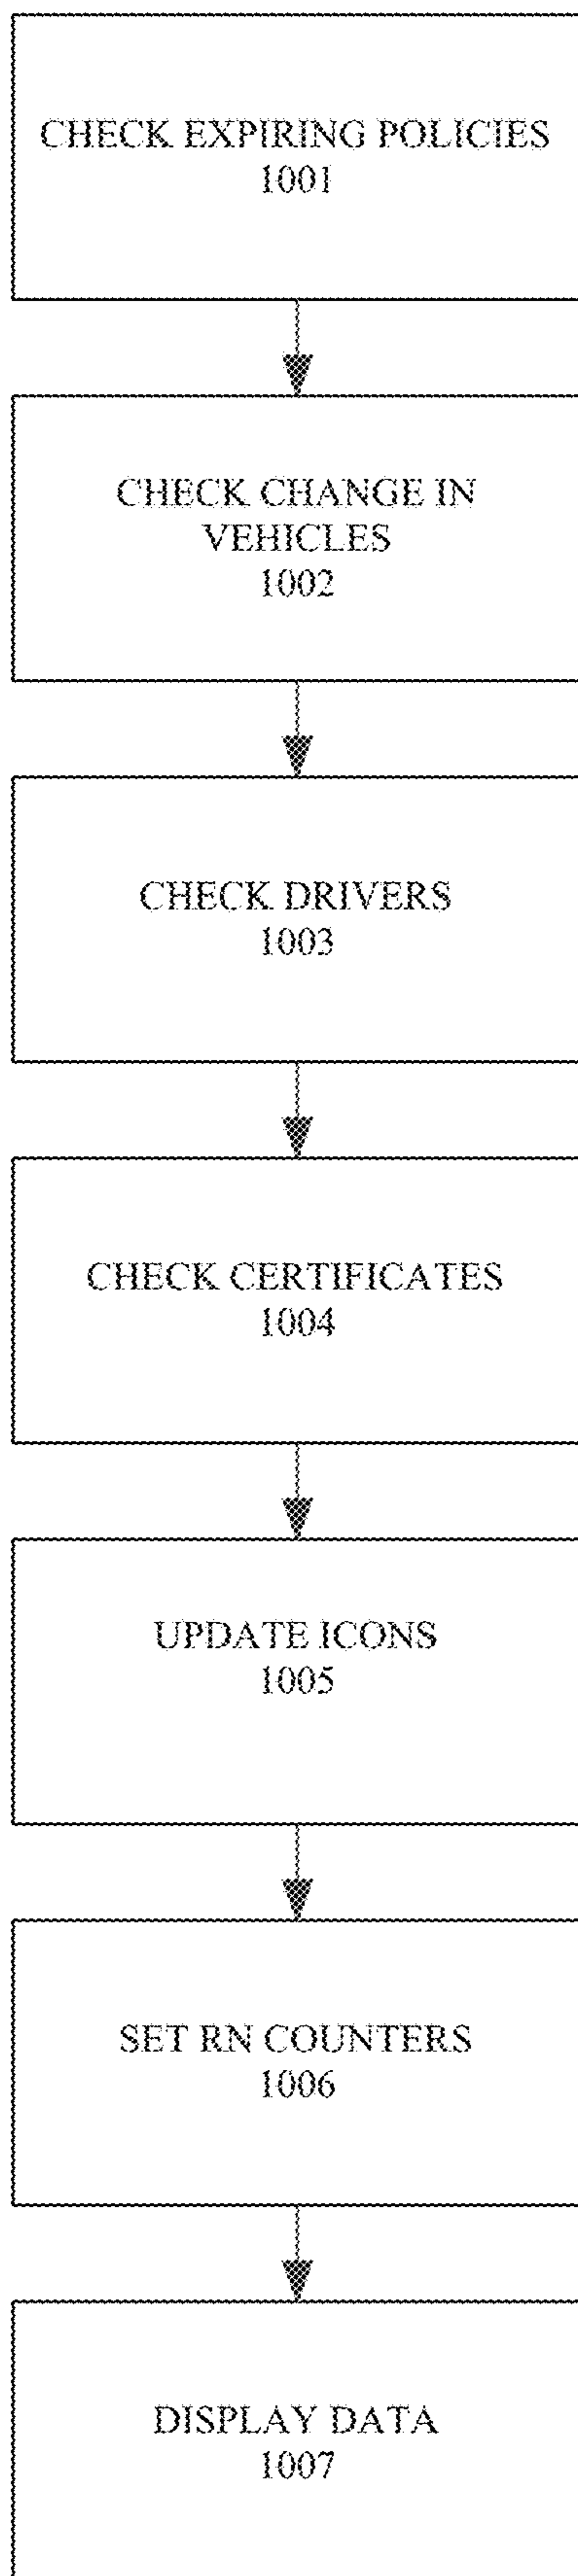 CHECK EXPIRING POLICIES
1001
CHECK CHANGE IN
VEHICLES
1002
CHECK DRIVERS
1003
CHECK CERTIFICATES
1004
UPDATE ICONS
1005
SET RN COUNTERS
1006
DISPLAY DATA
1007